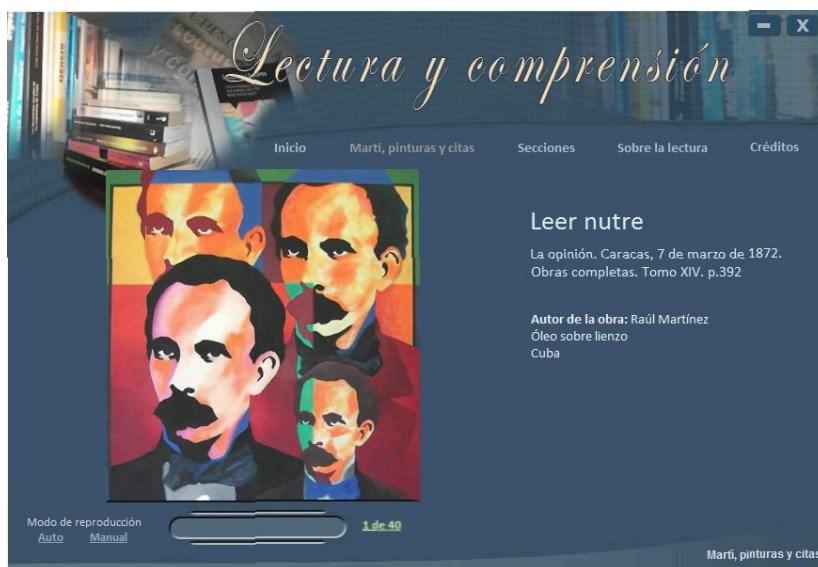 Lectura y comprensión
X
Inicio
Martí, pinturas y citas
Secciones
Sobre la lectura
Créditos
Leer nutre
La opinión. Caracas, 7 de marzo de 1872.
Obras completas. Tomo XIV. p.392
Autor de la obra: Raúl Martínez
Óleo sobre lienzo
Cuba
Modo de reproducción
Auto Manual
1 de 40
Martí, pinturas y citas